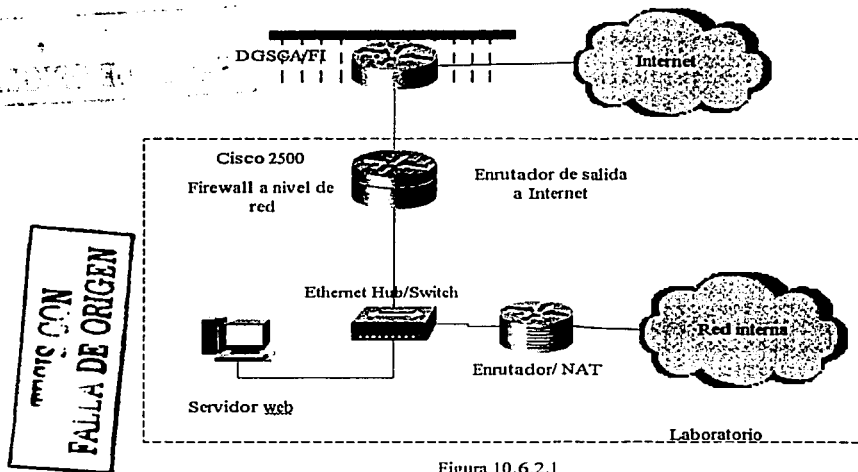 DGSCA/FI
Internet
Cisco 2500
Firewall a nivel de
red
Enrutador de salida
a Internet
CON
FALLA DE ORIGEN
Ethernet Hub/Switch
Red interna
Enrutador/ NAT
Servidor web
Laboratorio
Figura 10.6.2.1